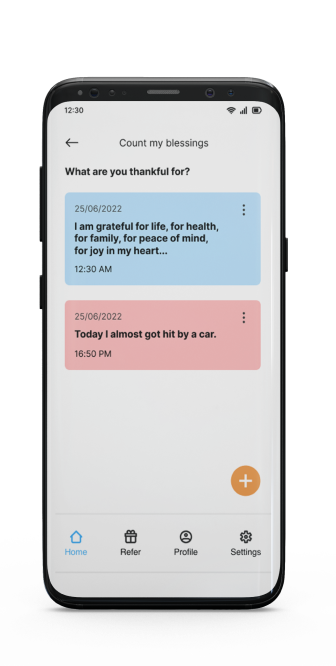 12:30
Count my blessings
What are you thankful for?
25/06/2022
I am grateful for life, for health,
for family, for peace of mind,
for joy in my heart...
12:30 AM
25/06/2022
Today I almost got hit by a car.
16:50 PM
Home Refer Profile Settings